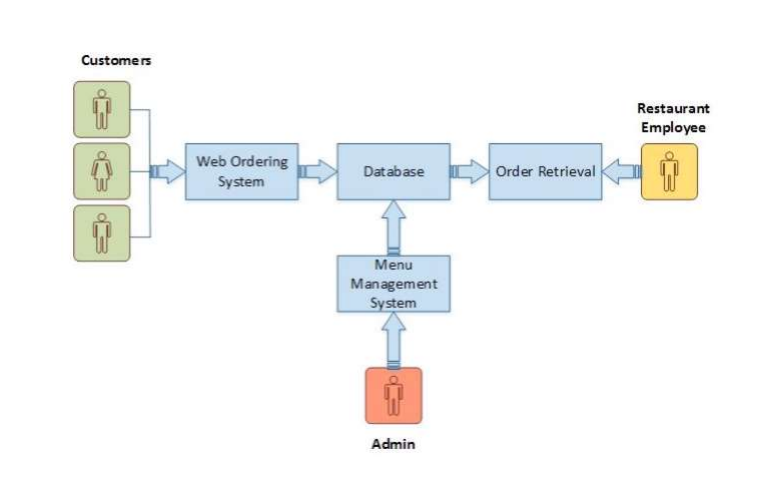 Customers
Restaurant
Employee
Web Ordering
System
Database
Order Retrieval
Menu
Management
System
Admin